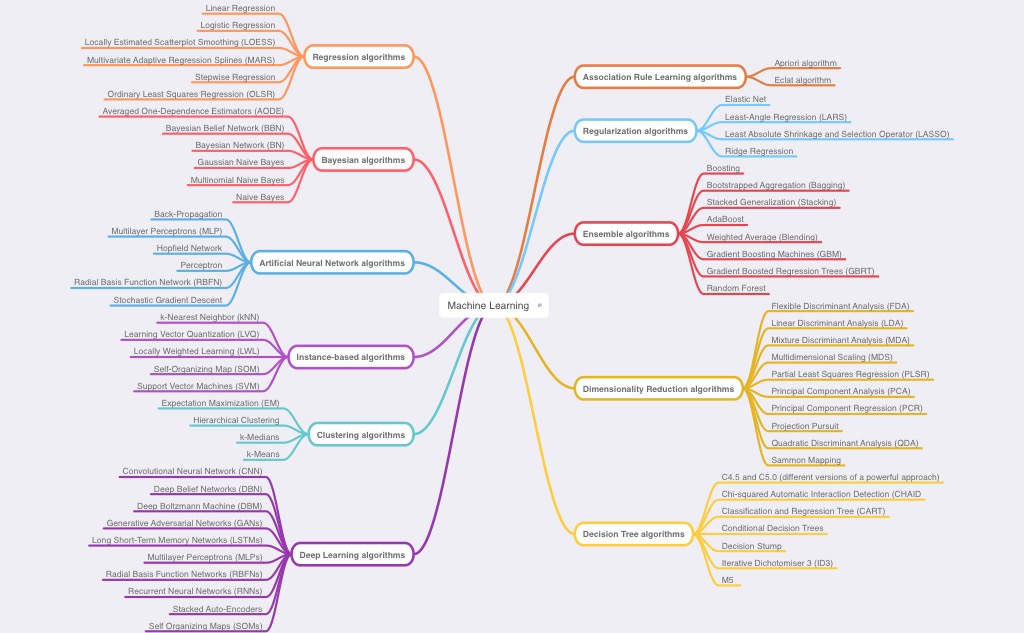 Machine Learning
Regression algorithms
Linear Regression
Logistic Regression
Locally Estimated Scatterplot Smoothing (LOESS)
Multivariate Adaptive Regression Splines (MARS)
Stepwise Regression
Ordinary Least Squares Regression (OLSR)
Bayesian algorithms
Averaged One-Dependence Estimators (AODE)
Bayesian Belief Network (BBN)
Bayesian Network (BN)
Gaussian Naive Bayes
Multinomial Naive Bayes
Naive Bayes
Artificial Neural Network algorithms
Back-Propagation
Multilayer Perceptrons (MLP)
Hopfield Network
Perceptron
Radial Basis Function Network (RBFN)
Stochastic Gradient Descent
Instance-based algorithms
k-Nearest Neighbor (kNN)
Learning Vector Quantization (LVQ)
Locally Weighted Learning (LWL)
Self-Organizing Map (SOM)
Support Vector Machines (SVM)
Clustering algorithms
Expectation Maximization (EM)
Hierarchical Clustering
k-Medians
k-Means
Deep Learning algorithms
Convolutional Neural Network (CNN)
Deep Belief Networks (DBN)
Deep Boltzmann Machine (DBM)
Generative Adversarial Networks (GANs)
Long Short-Term Memory Networks (LSTMs)
Multilayer Perceptrons (MLPs)
Radial Basis Function Networks (RBFNs)
Recurrent Neural Networks (RNNs)
Stacked Auto-Encoders
Self Organizing Maps (SOMs)
Association Rule Learning algorithms
Apriori algorithm
Eclat algorithm
Regularization algorithms
Elastic Net
Least-Angle Regression (LARS)
Least Absolute Shrinkage and Selection Operator (LASSO)
Ridge Regression
Ensemble algorithms
Boosting
Bootstrapped Aggregation (Bagging)
Stacked Generalization (Stacking)
AdaBoost
Weighted Average (Blending)
Gradient Boosting Machines (GBM)
Gradient Boosted Regression Trees (GBRT)
Random Forest
Dimensionality Reduction algorithms
Flexible Discriminant Analysis (FDA)
Linear Discriminant Analysis (LDA)
Mixture Discriminant Analysis (MDA)
Multidimensional Scaling (MDS)
Partial Least Squares Regression (PLSR)
Principal Component Analysis (PCA)
Principal Component Regression (PCR)
Projection Pursuit
Quadratic Discriminant Analysis (QDA)
Sammon Mapping
Decision Tree algorithms
C4.5 and C5.0 (different versions of a powerful approach)
Chi-squared Automatic Interaction Detection (CHAID
Classification and Regression Tree (CART)
Conditional Decision Trees
Decision Stump
Iterative Dichotomiser 3 (ID3)
M5